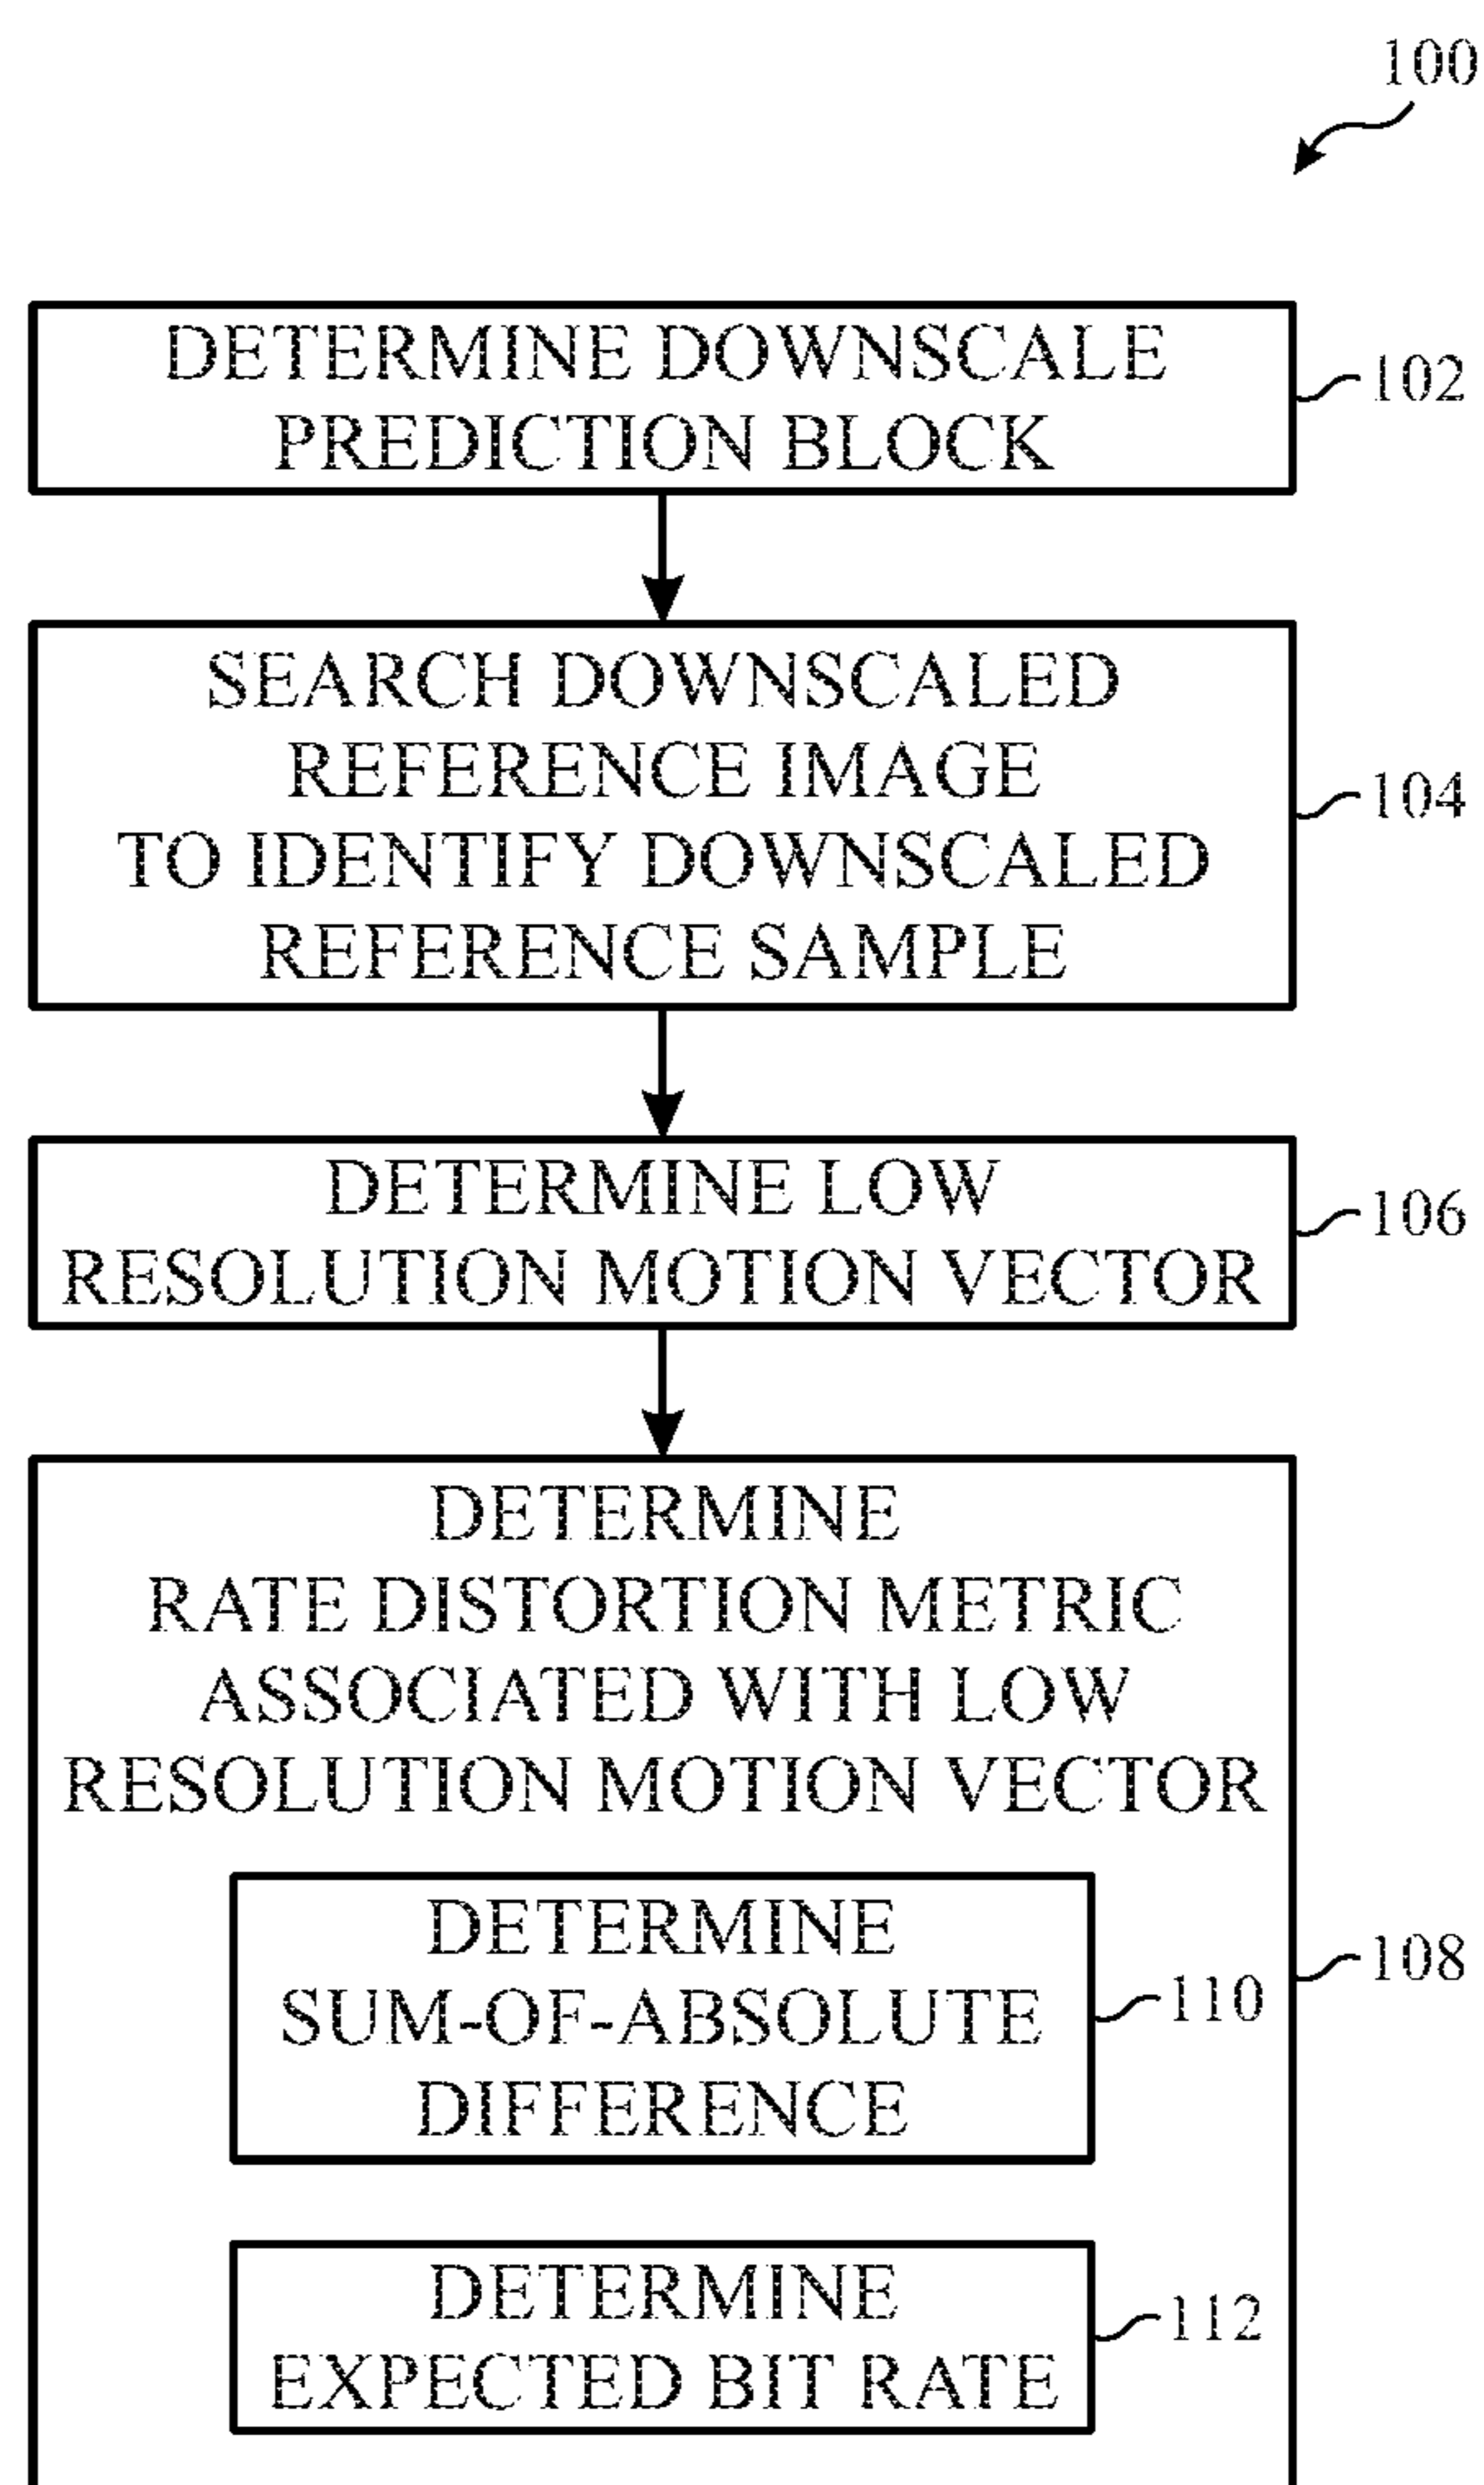 100
DETERMINE DOWNSCALE
PREDICTION BLOCK
102
SEARCH DOWNSCALED
REFERENCE IMAGE
TO IDENTIFY DOWNSCALED
REFERENCE SAMPLE
104
DETERMINE LOW
RESOLUTION MOTION VECTOR
106
DETERMINE
RATE DISTORTION METRIC
ASSOCIATED WITH LOW
RESOLUTION MOTION VECTOR
108
DETERMINE
SUM-OF-ABSOLUTE
DIFFERENCE
110
DETERMINE
EXPECTED BIT RATE
112